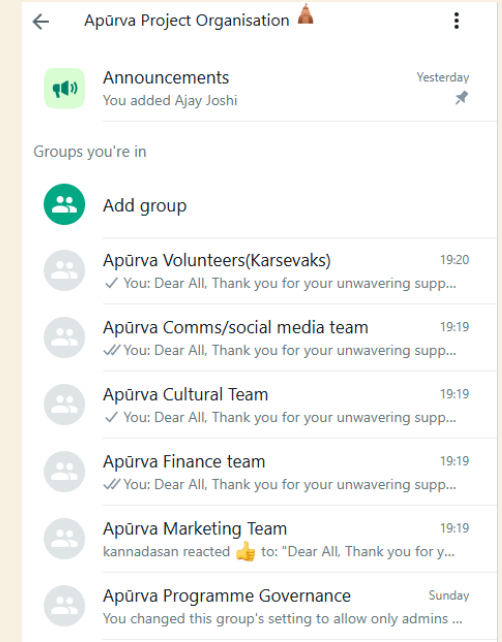 Apūrva Project Organisation
Announcements Yesterday
You added Ajay Joshi
Groups you're in
Add group
Apūrva Volunteers(Karsevaks) 19:20
You: Dear All, Thank you for your unwavering supp...
Apūrva Comms/social media team 19:19
You: Dear All, Thank you for your unwavering supp...
Apūrva Cultural Team 19:19
You: Dear All, Thank you for your unwavering supp...
Apūrva Finance team 19:19
You: Dear All, Thank you for your unwavering supp...
Apūrva Marketing Team 19:19
kannadasan reacted 👍 to: "Dear All, Thank you for y...
Apūrva Programme Governance Sunday
You changed this group's setting to allow only admins ...